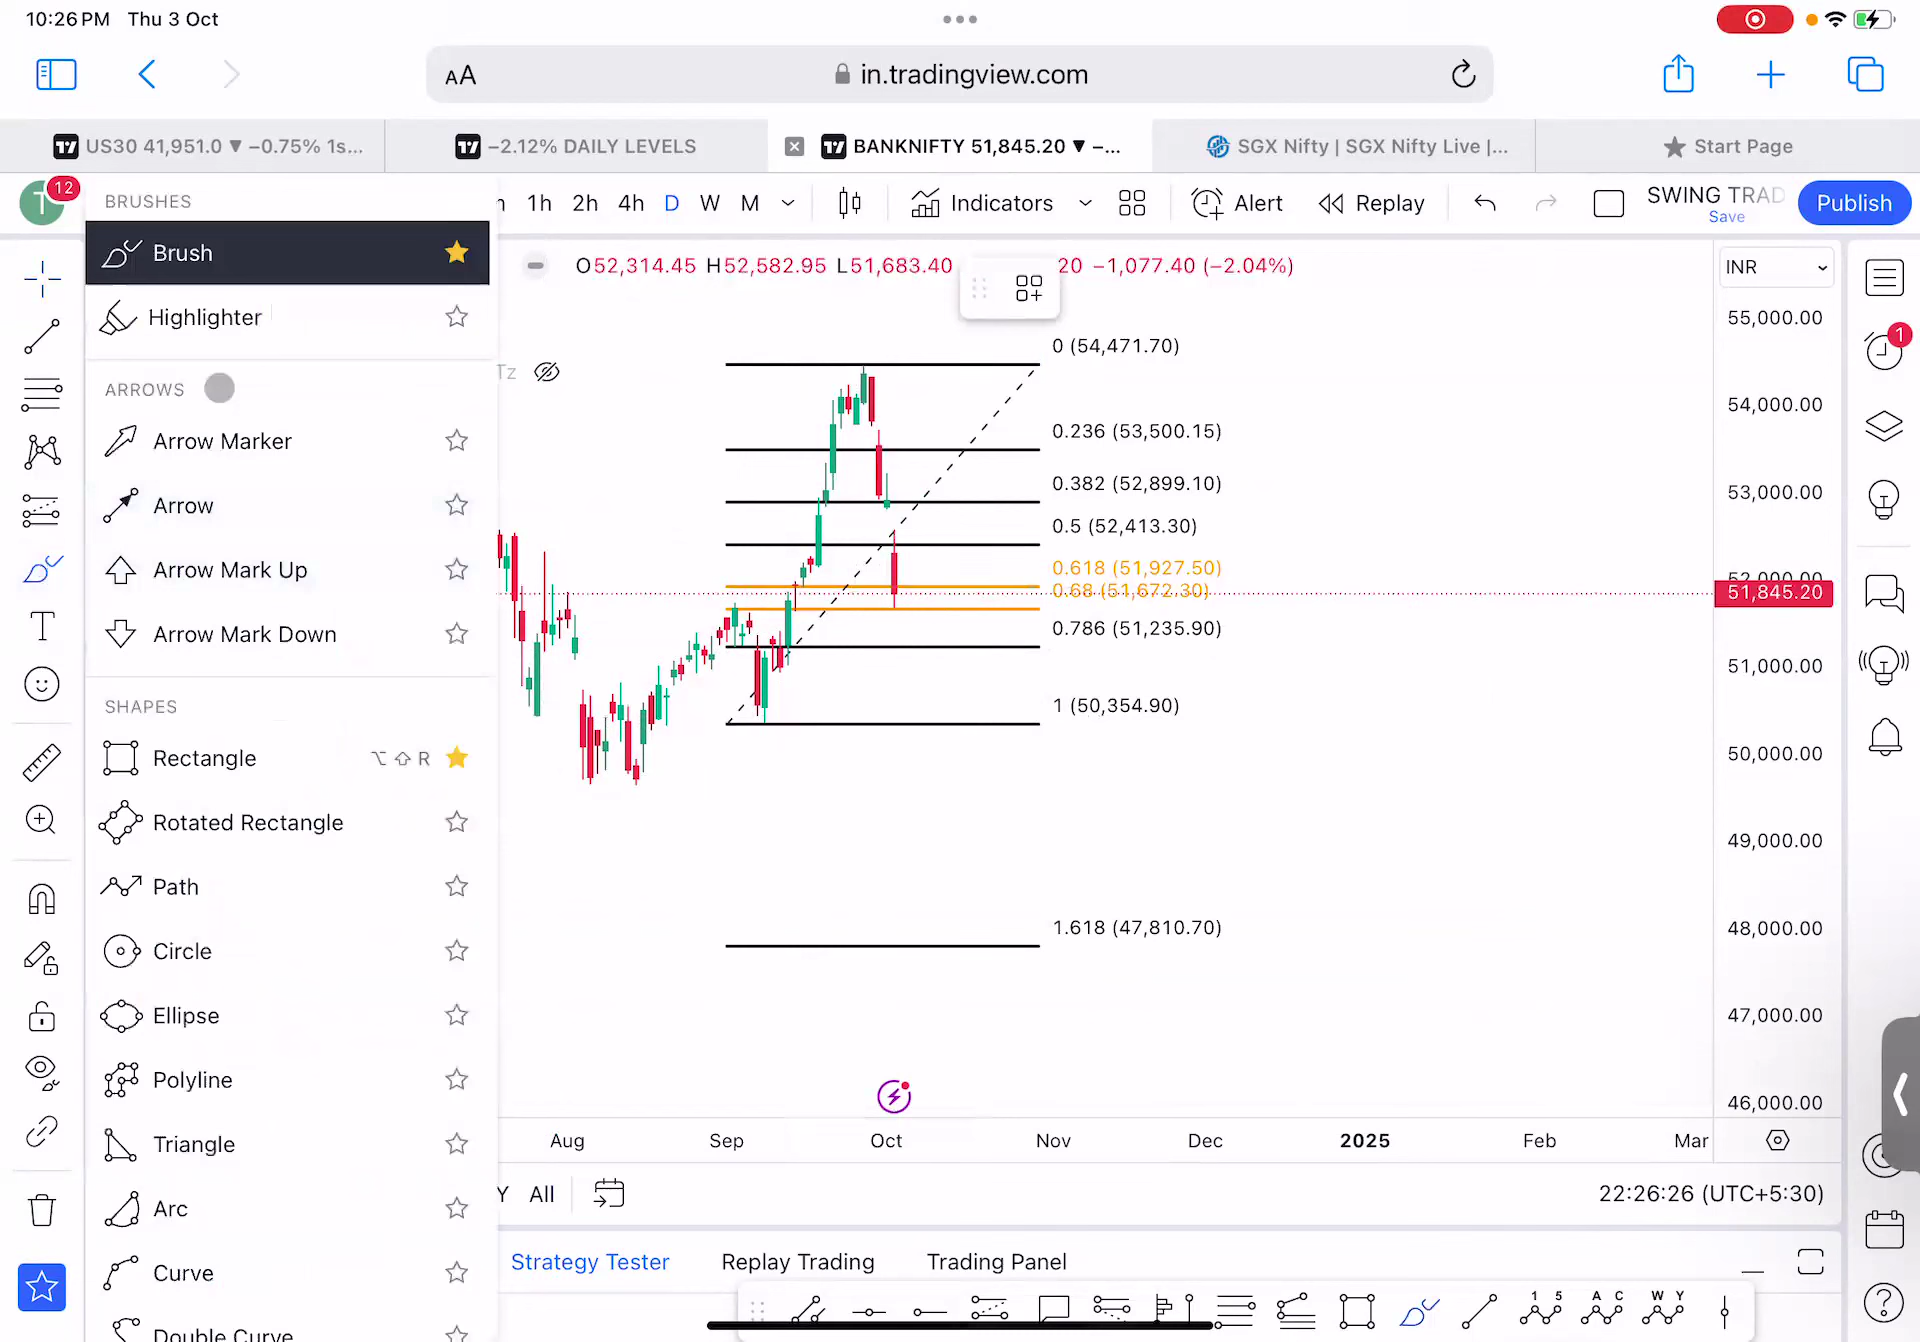 10:26 PM Thu 3 Oct
AA
in.tradingview.com
US30 41,951.0 ▼ −0.75% 1s...
−2.12% DAILY LEVELS
BANKNIFTY 51,845.20 ▼ −...
SGX Nifty | SGX Nifty Live |...
Start Page
T
12
1h 2h 4h D W M
Indicators
Alert
Replay
SWING TRAD
Save
Publish
BRUSHES
Brush
Highlighter
ARROWS
Arrow Marker
Arrow
Arrow Mark Up
Arrow Mark Down
SHAPES
Rectangle ⌥ ⇧ R
Rotated Rectangle
Path
Circle
Ellipse
Polyline
Triangle
Arc
Curve
Double Curve
O52,314.45 H52,582.95 L51,683.40 20 −1,077.40 (−2.04%)
Tz
0 (54,471.70)
0.236 (53,500.15)
0.382 (52,899.10)
0.5 (52,413.30)
0.618 (51,927.50)
0.68 (51,672.30)
0.786 (51,235.90)
1 (50,354.90)
1.618 (47,810.70)
INR
55,000.00
54,000.00
53,000.00
52,000.00
51,845.20
51,000.00
50,000.00
49,000.00
48,000.00
47,000.00
46,000.00
1
Aug Sep Oct Nov Dec 2025 Feb Mar
Y All
22:26:26 (UTC+5:30)
Strategy Tester
Replay Trading
Trading Panel
1 5
A C
W Y